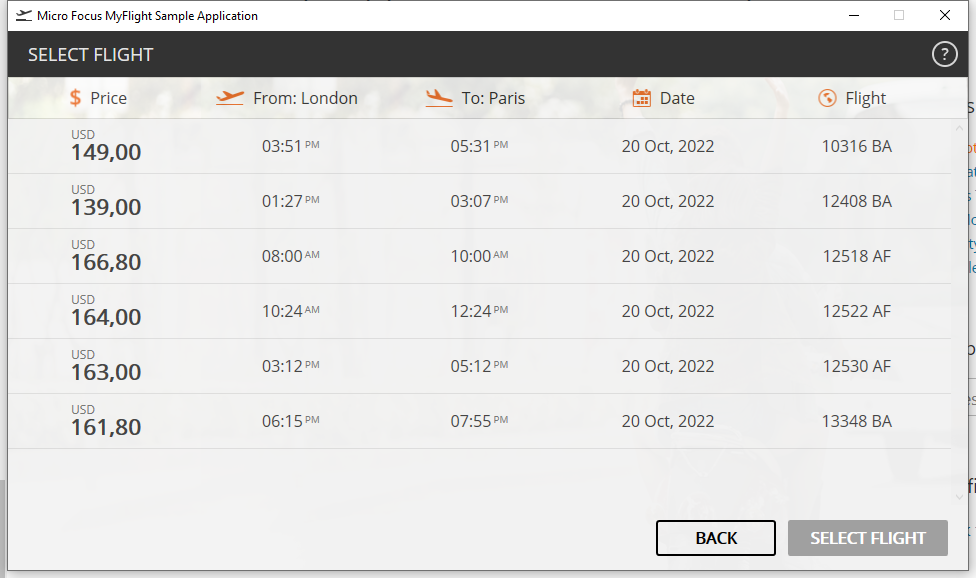 Micro Focus MyFlight Sample Application
SELECT FLIGHT ?
$ Price From: London To: Paris Date Flight
USD
149,00 03:51 PM 05:31 PM 20 Oct, 2022 10316 BA
USD
139,00 01:27 PM 03:07 PM 20 Oct, 2022 12408 BA
USD
166,80 08:00 AM 10:00 AM 20 Oct, 2022 12518 AF
USD
164,00 10:24 AM 12:24 PM 20 Oct, 2022 12522 AF
USD
163,00 03:12 PM 05:12 PM 20 Oct, 2022 12530 AF
USD
161,80 06:15 PM 07:55 PM 20 Oct, 2022 13348 BA
BACK SELECT FLIGHT